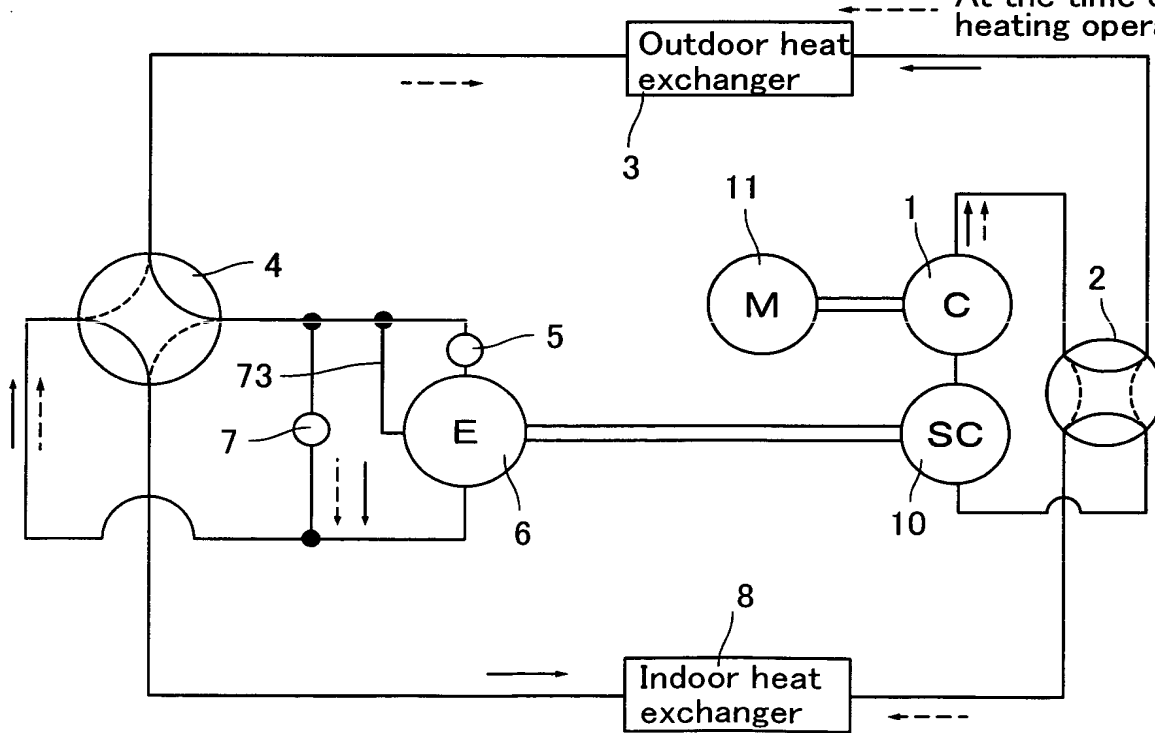 At the time
heating opera
Outdoor heat
exchanger
3
11
1
2
4
M
C
5
73
7
E
SC
6
10
8
Indoor heat
exchanger